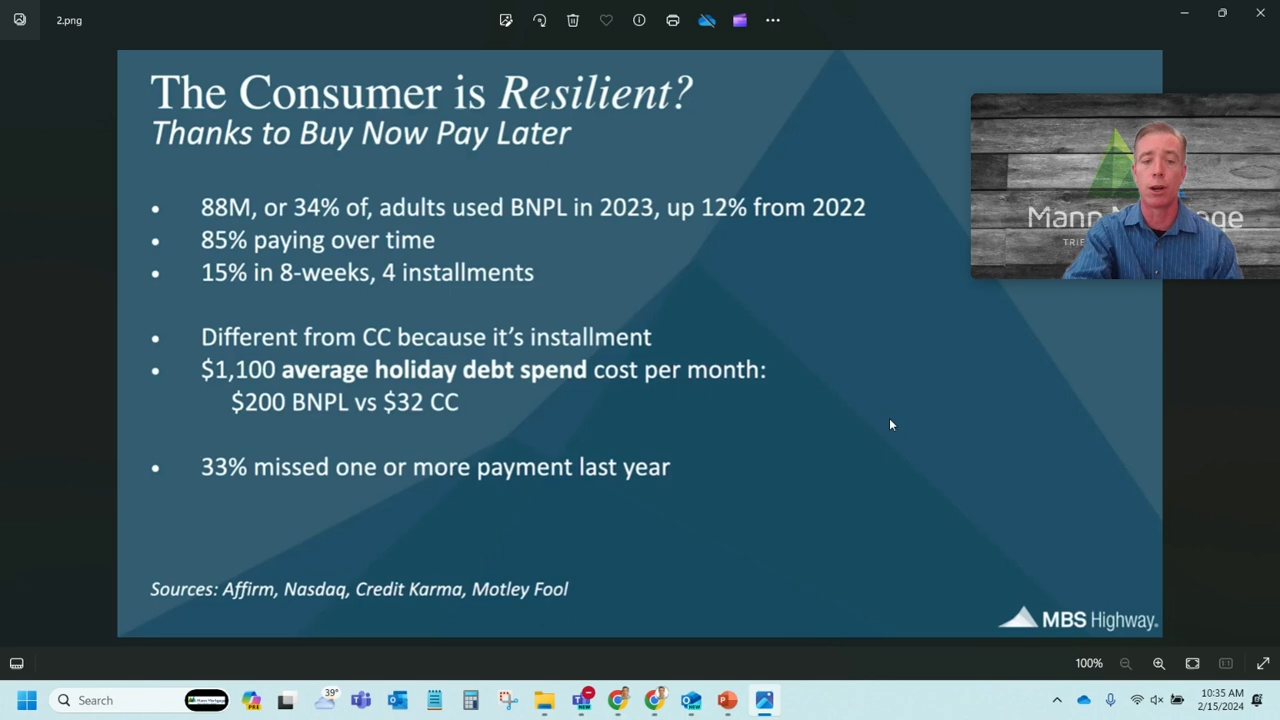 2.png
The Consumer is Resilient?
Thanks to Buy Now Pay Later
• 88M, or 34% of, adults used BNPL in 2023, up 12% from 2022
• 85% paying over time
• 15% in 8-weeks, 4 installments
• Different from CC because it's installment
• $1,100 average holiday debt spend cost per month:
$200 BNPL vs $32 CC
• 33% missed one or more payment last year
Sources: Affirm, Nasdaq, Credit Karma, Motley Fool
MBS Highway.
100%
Search
39°
10:35 AM
2/15/2024